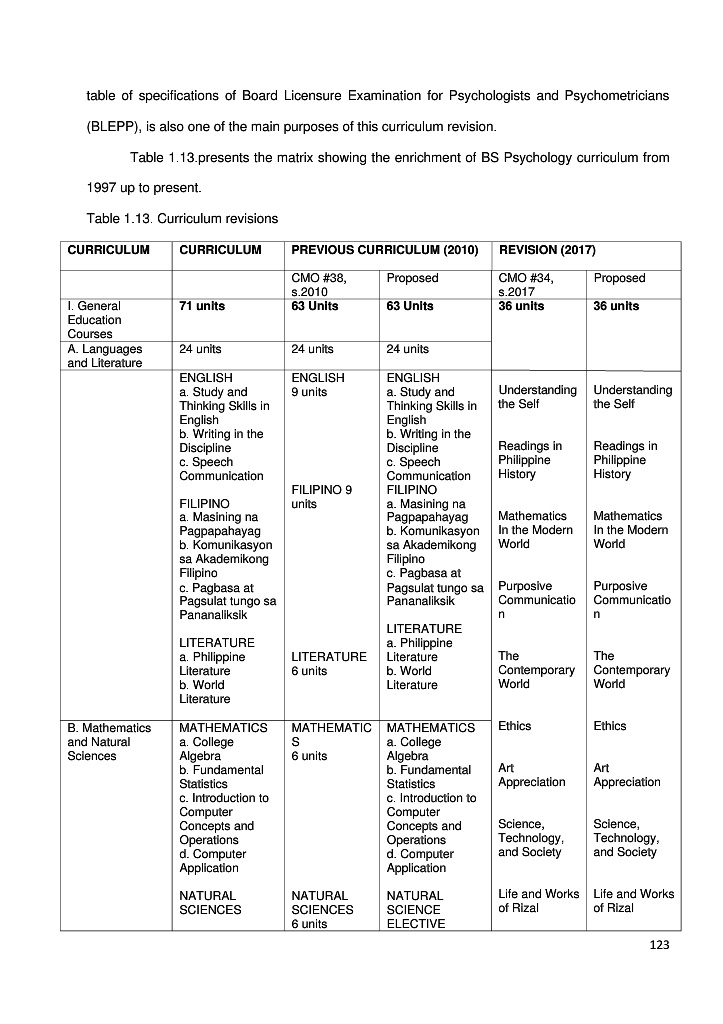 table of specifications of Board Licensure Examination for Psychologists and Psychometricians
(BLEPP), is also one of the main purposes of this curriculum revision.
Table 1.13.presents the matrix showing the enrichment of BS Psychology curriculum from
1997 up to present.
Table 1.13. Curriculum revisions
CURRICULUM CURRICULUM PREVIOUS CURRICULUM (2010) REVISION (2017)
CMO #38,
s.2010
Proposed
CMO #34,
s.2017
Proposed
I. General
Education
Courses
71 units
63 Units
63 Units
36 units
36 units
A. Languages
and Literature
24 units
24 units
24 units
ENGLISH
a. Study and
Thinking Skills in
English
b. Writing in the
Discipline
c. Speech
Communication
FILIPINO
a. Masining na
Pagpapahayag
b. Komunikasyon
sa Akademikong
Filipino
c. Pagbasa at
Pagsulat tungo sa
Pananaliksik
LITERATURE
a. Philippine
Literature
b. World
Literature
ENGLISH
9 units
FILIPINO 9
units
LITERATURE
6 units
ENGLISH
a. Study and
Thinking Skills in
English
b. Writing in the
Discipline
c. Speech
Communication
FILIPINO
a. Masining na
Pagpapahayag
b. Komunikasyon
sa Akademikong
Filipino
c. Pagbasa at
Pagsulat tungo sa
Pananaliksik
LITERATURE
a. Philippine
Literature
b. World
Literature
Understanding
the Self
Readings in
Philippine
History
Mathematics
In the Modern
World
Purposive
Communicatio
n
The
Contemporary
World
Ethics
Art
Appreciation
Science,
Technology,
and Society
Life and Works
of Rizal
Understanding
the Self
Readings in
Philippine
History
Mathematics
In the Modern
World
Purposive
Communicatio
n
The
Contemporary
World
Ethics
Art
Appreciation
Science,
Technology,
and Society
Life and Works
of Rizal
B. Mathematics
and Natural
Sciences
MATHEMATICS
a. College
Algebra
b. Fundamental
Statistics
c. Introduction to
Computer
Concepts and
Operations
d. Computer
Application
NATURAL
SCIENCES
MATHEMATIC
S
6 units
NATURAL
SCIENCES
6 units
MATHEMATICS
a. College
Algebra
b. Fundamental
Statistics
c. Introduction to
Computer
Concepts and
Operations
d. Computer
Application
NATURAL
SCIENCE
ELECTIVE
123